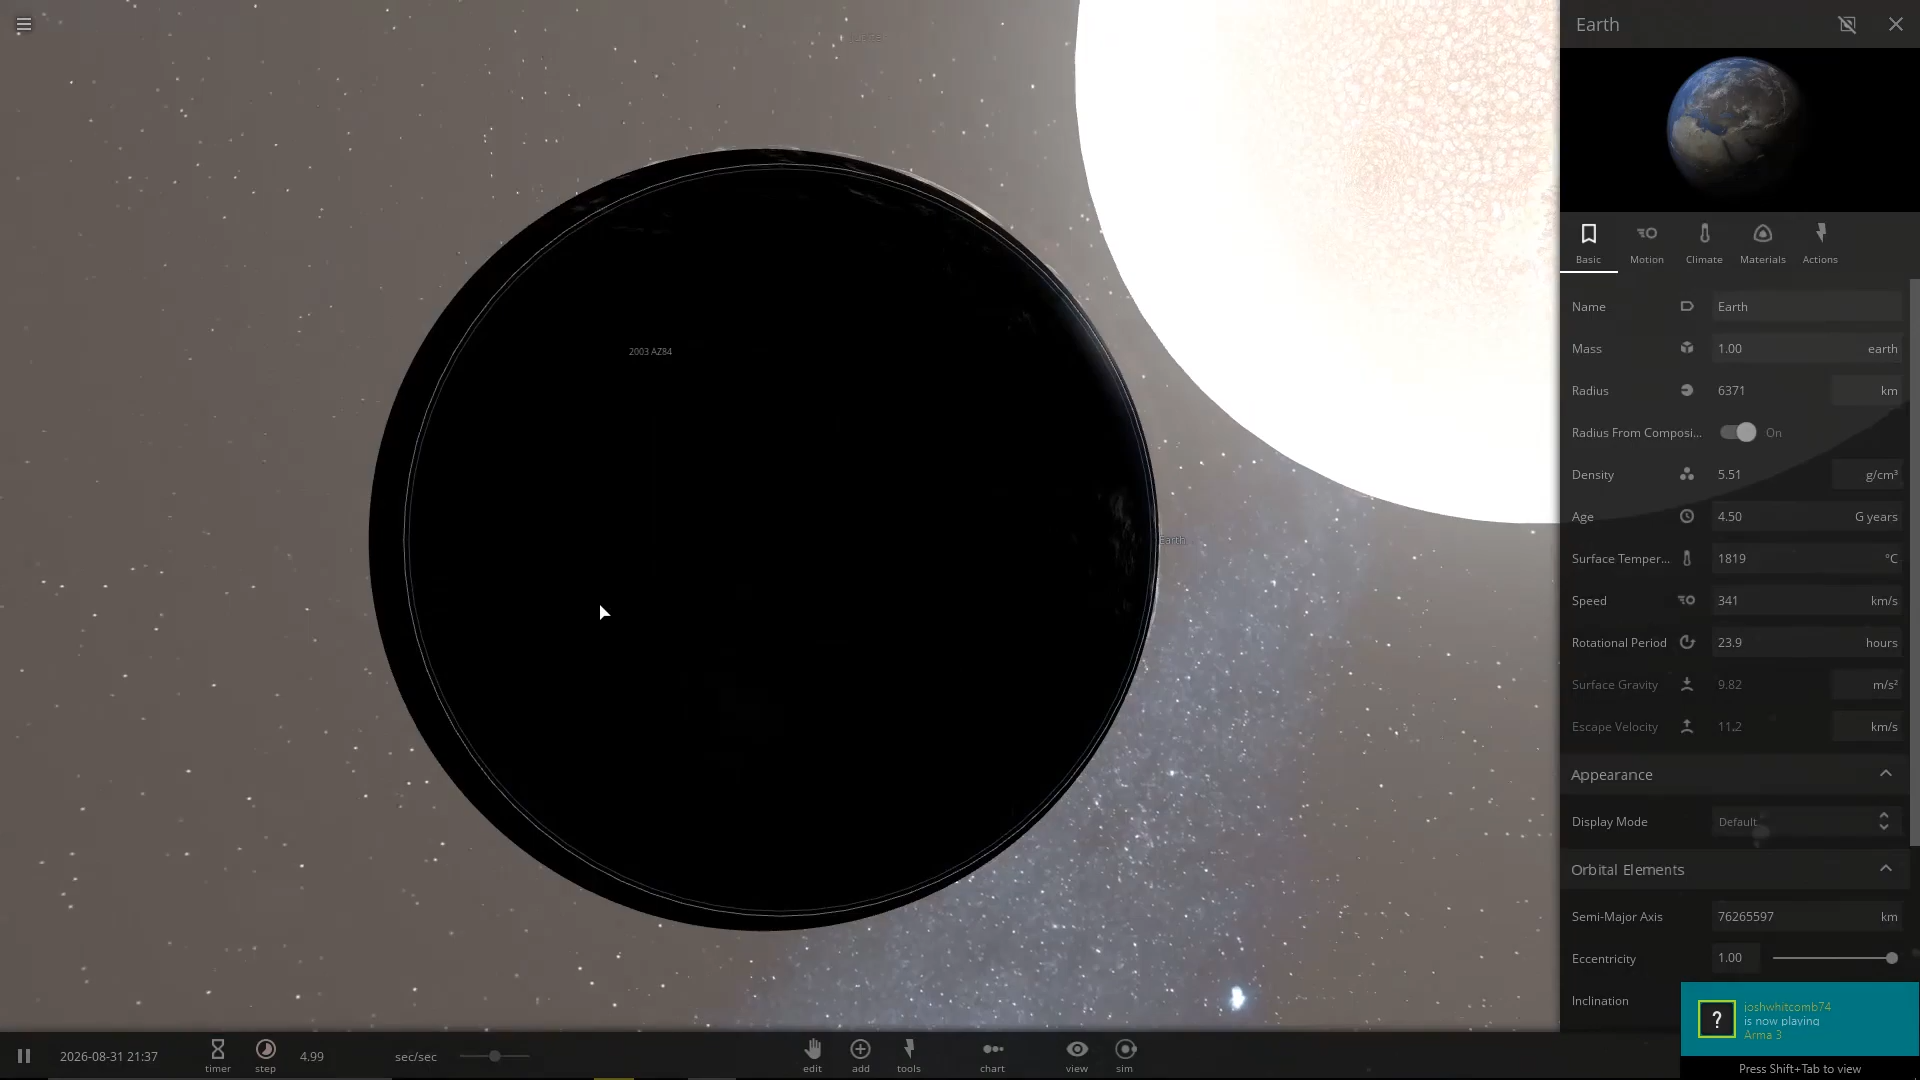 Earth
Basic
Motion
Climate
Materials
Actions
Name
Earth
Mass
1.00
earth
Radius
6371
km
Radius From Composi...
On
Density
5.51
g/cm³
Age
4.50
G years
Surface Temper...
1819
°C
Speed
341
km/s
Rotational Period
23.9
hours
Surface Gravity
9.82
m/s²
Escape Velocity
11.2
km/s
Appearance
Display Mode
Default
Orbital Elements
Semi-Major Axis
76265597
km
Eccentricity
1.00
Inclination
joshwhitcomb74
is now playing
Arma 3
Press Shift+Tab to view
2003 AZ84
Earth
2026-08-31 21:37
timer
step
4.99
sec/sec
edit
add
tools
chart
view
sim